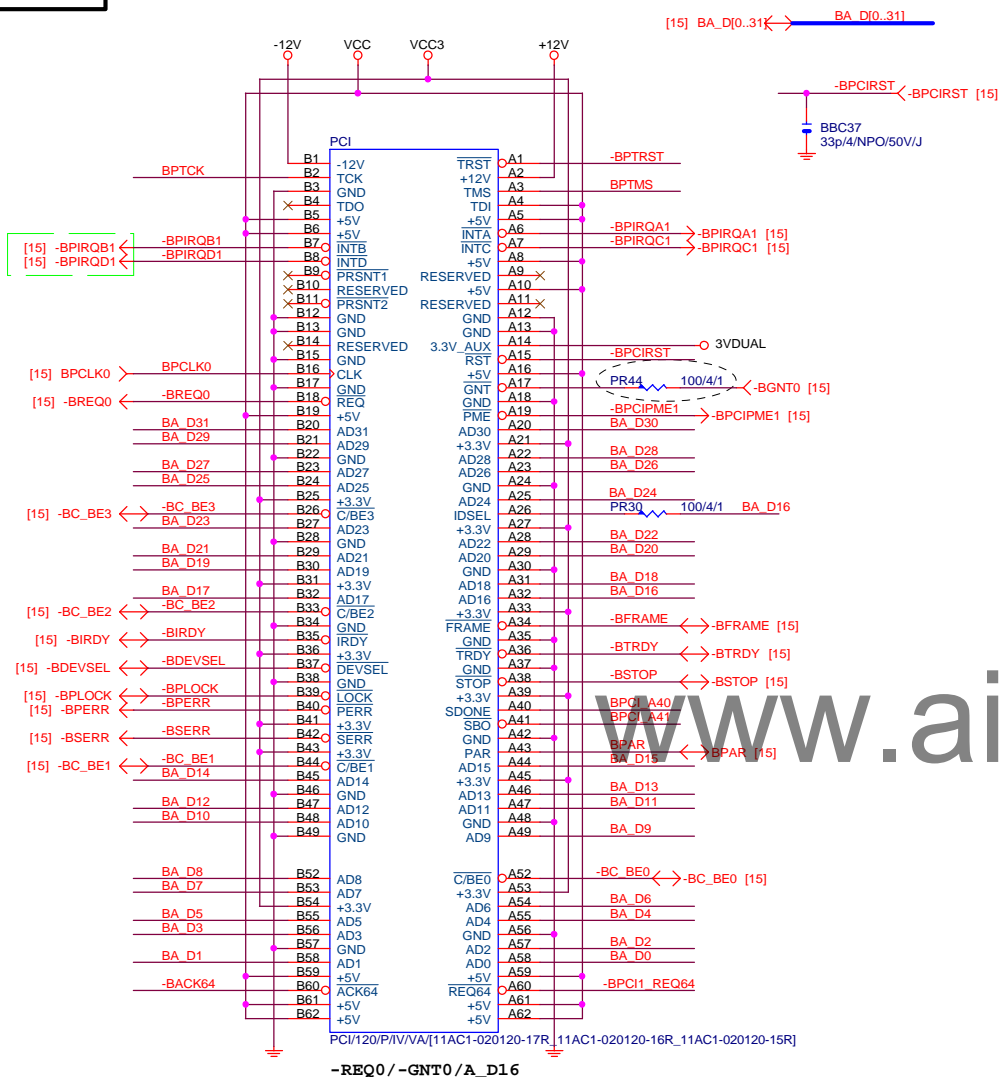 [15] BA_D[0..31] BA_D[0..31]
-12V VCC VCC3 +12V
-BPCIRST -BPCIRST [15]
BBC37
33p/4/NPO/50V/J
PCI
B1 -12V TRST A1 -BPTRST
BPTCK B2 TCK +12V A2
B3 GND TMS A3 BPTMS
B4 TDO TDI A4
B5 +5V +5V A5
B6 +5V INTA A6 -BPIRQA1 -BPIRQA1 [15]
[15] -BPIRQB1 -BPIRQB1 B7 INTB INTC A7 -BPIRQC1 -BPIRQC1 [15]
[15] -BPIRQD1 -BPIRQD1 B8 INTD +5V A8
B9 PRSNT1 RESERVED A9
B10 RESERVED +5V A10
B11 PRSNT2 RESERVED A11
B12 GND GND A12
B13 GND GND A13
B14 RESERVED 3.3V_AUX A14 3VDUAL
B15 GND RST A15 -BPCIRST
[15] BPCLK0 BPCLK0 B16 CLK +5V A16
B17 GND GNT A17 PR44 100/4/1 -BGNT0 [15]
[15] -BREQ0 -BREQ0 B18 REQ GND A18
B19 +5V PME A19 -BPCIPME1 -BPCIPME1 [15]
BA_D31 B20 AD31 AD30 A20 BA_D30
BA_D29 B21 AD29 +3.3V A21
B22 GND AD28 A22 BA_D28
BA_D27 B23 AD27 AD26 A23 BA_D26
BA_D25 B24 AD25 GND A24
B25 +3.3V AD24 A25 BA_D24
[15] -BC_BE3 -BC_BE3 B26 C/BE3 IDSEL A26 PR30 100/4/1 BA_D16
BA_D23 B27 AD23 +3.3V A27
B28 GND AD22 A28 BA_D22
BA_D21 B29 AD21 AD20 A29 BA_D20
BA_D19 B30 AD19 GND A30
B31 +3.3V AD18 A31 BA_D18
BA_D17 B32 AD17 AD16 A32 BA_D16
[15] -BC_BE2 -BC_BE2 B33 C/BE2 +3.3V A33
B34 GND FRAME A34 -BFRAME -BFRAME [15]
[15] -BIRDY -BIRDY B35 IRDY GND A35
B36 +3.3V TRDY A36 -BTRDY -BTRDY [15]
[15] -BDEVSEL -BDEVSEL B37 DEVSEL GND A37
B38 GND STOP A38 -BSTOP -BSTOP [15]
[15] -BPLOCK -BPLOCK B39 LOCK +3.3V A39
[15] -BPERR -BPERR B40 PERR SDONE A40 BPCI_A40
B41 +3.3V SBO A41 BPCI_A41
[15] -BSERR -BSERR B42 SERR GND A42
B43 +3.3V PAR A43 BPAR BPAR [15]
[15] -BC_BE1 -BC_BE1 B44 C/BE1 AD15 A44 BA_D15
BA_D14 B45 AD14 +3.3V A45
B46 GND AD13 A46 BA_D13
BA_D12 B47 AD12 AD11 A47 BA_D11
BA_D10 B48 AD10 GND A48
B49 GND AD9 A49 BA_D9
BA_D8 B52 AD8 C/BE0 A52 -BC_BE0 -BC_BE0 [15]
BA_D7 B53 AD7 +3.3V A53
B54 +3.3V AD6 A54 BA_D6
BA_D5 B55 AD5 AD4 A55 BA_D4
BA_D3 B56 AD3 GND A56
B57 GND AD2 A57 BA_D2
BA_D1 B58 AD1 AD0 A58 BA_D0
B59 +5V +5V A59
-BACK64 B60 ACK64 REQ64 A60 -BPCI1_REQ64
B61 +5V +5V A61
B62 +5V +5V A62
PCI/120/P/IV/VA/[11AC1-020120-17R_11AC1-020120-16R_11AC1-020120-15R]
-REQ0/-GNT0/A_D16
www.ai